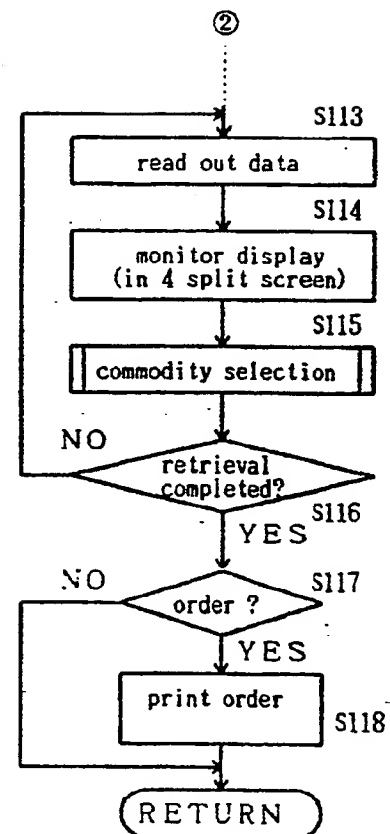 ②
S113
read out data
S114
monitor display
(in 4 split screen)
S115
commodity selection
NO
retrieval
completed?
S116
YES
NO
S117
order ?
YES
print order
S118
RETURN